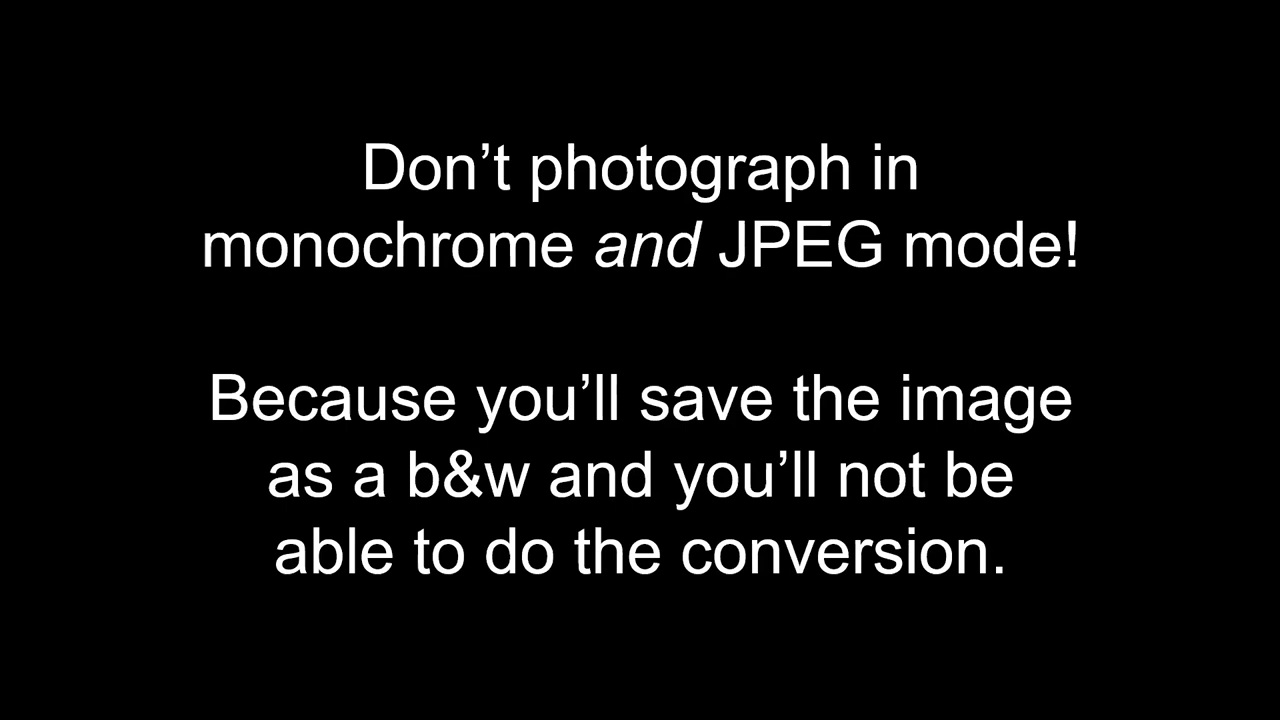 Don’t photograph in
monochrome and JPEG mode!
Because you’ll save the image
as a b&w and you’ll not be
able to do the conversion.